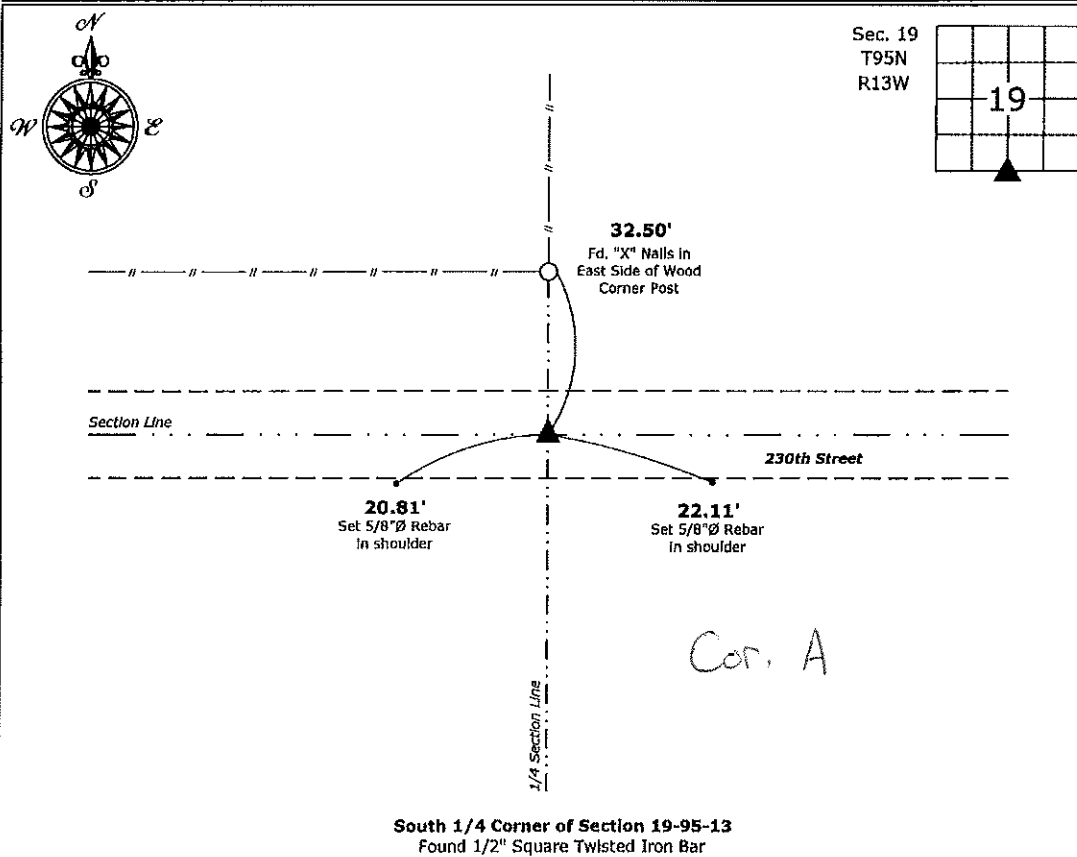 N
W E
S
Sec. 19
T95N
R13W
19
32.50'
Fd. "X" Nails in
East Side of Wood
Corner Post
Section Line
230th Street
20.81'
Set 5/8"Ø Rebar
in shoulder
22.11'
Set 5/8"Ø Rebar
in shoulder
Cor. A
1/4 Section Line
South 1/4 Corner of Section 19-95-13
Found 1/2" Square Twisted Iron Bar